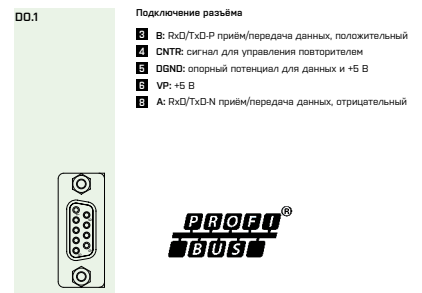 D0.1
Подключение разъёма
3 B: RxD/TxD-P приём/передача данных, положительный
4 CNTR: сигнал для управления повторителем
5 DGND: опорный потенциал для данных и +5 В
6 VP: +5 В
8 A: RxD/TxD-N приём/передача данных, отрицательный
PROFI®
BUS